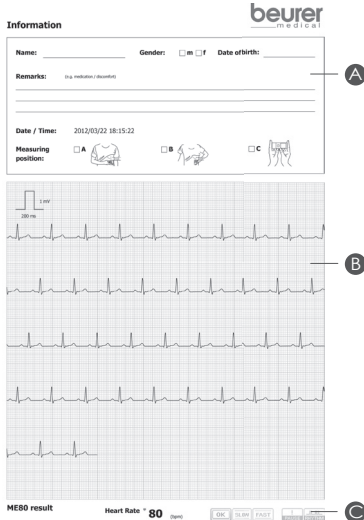 beurer
medical
Information
Name: Gender: m f Date of birth:
Remarks: (e.g. medication / discomfort)
A
Date / Time: 2012/03/22 18:15:22
Measuring position: A B C
1 mV
200 ms
B
ME80 result Heart Rate = 80 (bpm) OK SLOW FAST
C